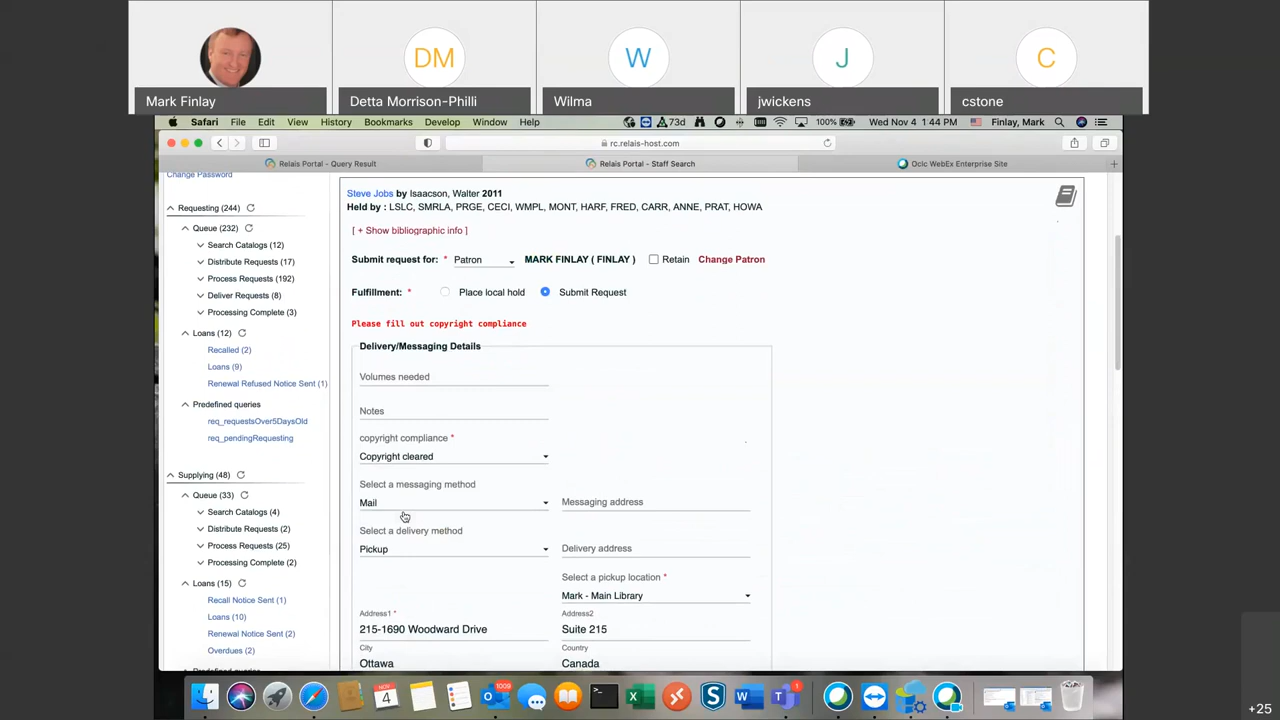 DM
W
J
C
Mark Finlay
Detta Morrison-Philli
Wilma
jwickens
cstone
Safari File Edit View History Bookmarks Develop Window Help
73d 100% Wed Nov 4 1:44 PM Finlay, Mark
rc.relais-host.com
Relais Portal - Query Result
Relais Portal - Staff Search
Oclc WebEx Enterprise Site
Change Password
Requesting (244)
Queue (232)
Search Catalogs (12)
Distribute Requests (17)
Process Requests (192)
Deliver Requests (8)
Processing Complete (3)
Loans (12)
Recalled (2)
Loans (9)
Renewal Refused Notice Sent (1)
Predefined queries
req_requestsOver5DaysOld
req_pendingRequesting
Supplying (48)
Queue (33)
Search Catalogs (4)
Distribute Requests (2)
Process Requests (25)
Processing Complete (2)
Loans (15)
Recall Notice Sent (1)
Loans (10)
Renewal Notice Sent (2)
Overdues (2)
Predefined queries
Steve Jobs by Isaacson, Walter 2011
Held by : LSLC, SMRLA, PRGE, CECI, WMPL, MONT, HARF, FRED, CARR, ANNE, PRAT, HOWA
[ + Show bibliographic info ]
Submit request for: * Patron MARK FINLAY ( FINLAY ) Retain Change Patron
Fulfillment: * Place local hold Submit Request
Please fill out copyright compliance
Delivery/Messaging Details
Volumes needed
Notes
copyright compliance *
Copyright cleared
Select a messaging method
Mail Messaging address
Select a delivery method
Pickup Delivery address
Select a pickup location *
Mark - Main Library
Address1 * Address2
215-1690 Woodward Drive Suite 215
City Country
Ottawa Canada
NOV
4
1009
1
+25